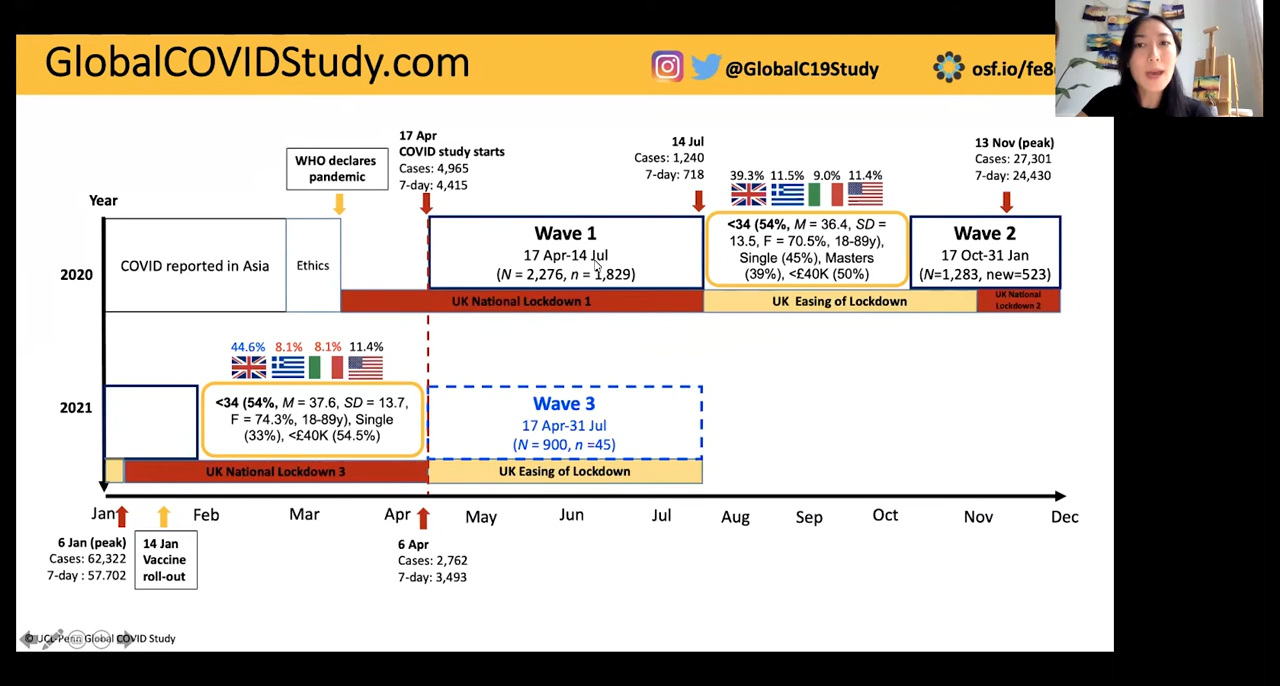 GlobalCOVIDStudy.com
@GlobalC19Study
osf.io/fe8
17 Apr
COVID study starts
Cases: 4,965
7-day: 4,415
WHO declares
pandemic
14 Jul
Cases: 1,240
7-day: 718
39.3% 11.5% 9.0% 11.4%
13 Nov (peak)
Cases: 27,301
7-day: 24,430
Year
2020
COVID reported in Asia
Ethics
Wave 1
17 Apr-14 Jul
(N = 2,276, n = 1,829)
<34 (54%, M = 36.4, SD =
13.5, F = 70.5%, 18-89y),
Single (45%), Masters
(39%), <£40K (50%)
Wave 2
17 Oct-31 Jan
(N=1,283, new=523)
UK National Lockdown 1
UK Easing of Lockdown
UK National
Lockdown 2
44.6% 8.1% 8.1% 11.4%
2021
<34 (54%, M = 37.6, SD = 13.7,
F = 74.3%, 18-89y), Single
(33%), <£40K (54.5%)
Wave 3
17 Apr-31 Jul
(N = 900, n =45)
UK National Lockdown 3
UK Easing of Lockdown
Jan Feb Mar Apr May Jun Jul Aug Sep Oct Nov Dec
6 Jan (peak)
Cases: 62,322
7-day : 57.702
14 Jan
Vaccine
roll-out
6 Apr
Cases: 2,762
7-day: 3,493
© UCL-Penn Global COVID Study